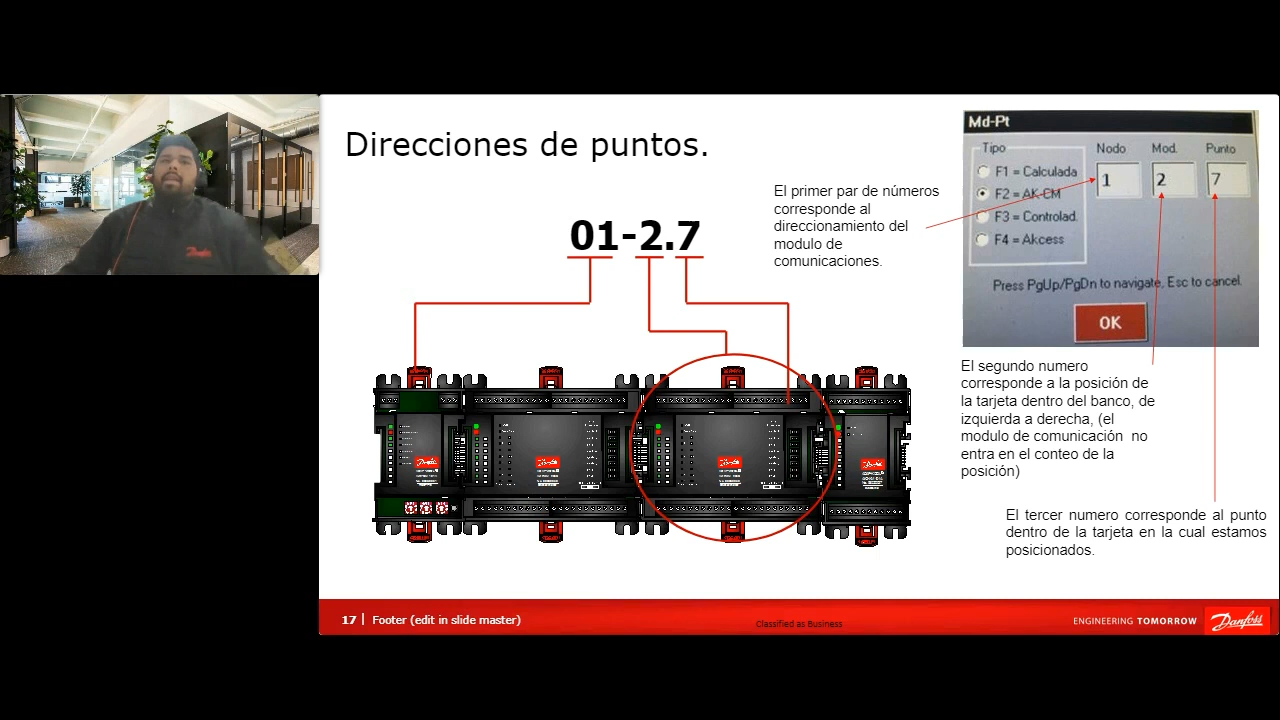 Direcciones de puntos.
01-2.7
El primer par de números
corresponde al
direccionamiento del
modulo de
comunicaciones.
Md-Pt
Tipo
Nodo
Mod.
Punto
F1 = Calculada
F2 = AK-CM
F3 = Controlad.
F4 = Akcess
1
2
7
Press PgUp/PgDn to navigate, Esc to cancel.
OK
El segundo numero
corresponde a la posición de
la tarjeta dentro del banco, de
izquierda a derecha, (el
modulo de comunicación no
entra en el conteo de la
posición)
El tercer numero corresponde al punto
dentro de la tarjeta en la cual estamos
posicionados.
Danfoss
Danfoss
Danfoss
Danfoss
Danfoss
17 | Footer (edit in slide master)
Classified as Business
ENGINEERING TOMORROW
Danfoss